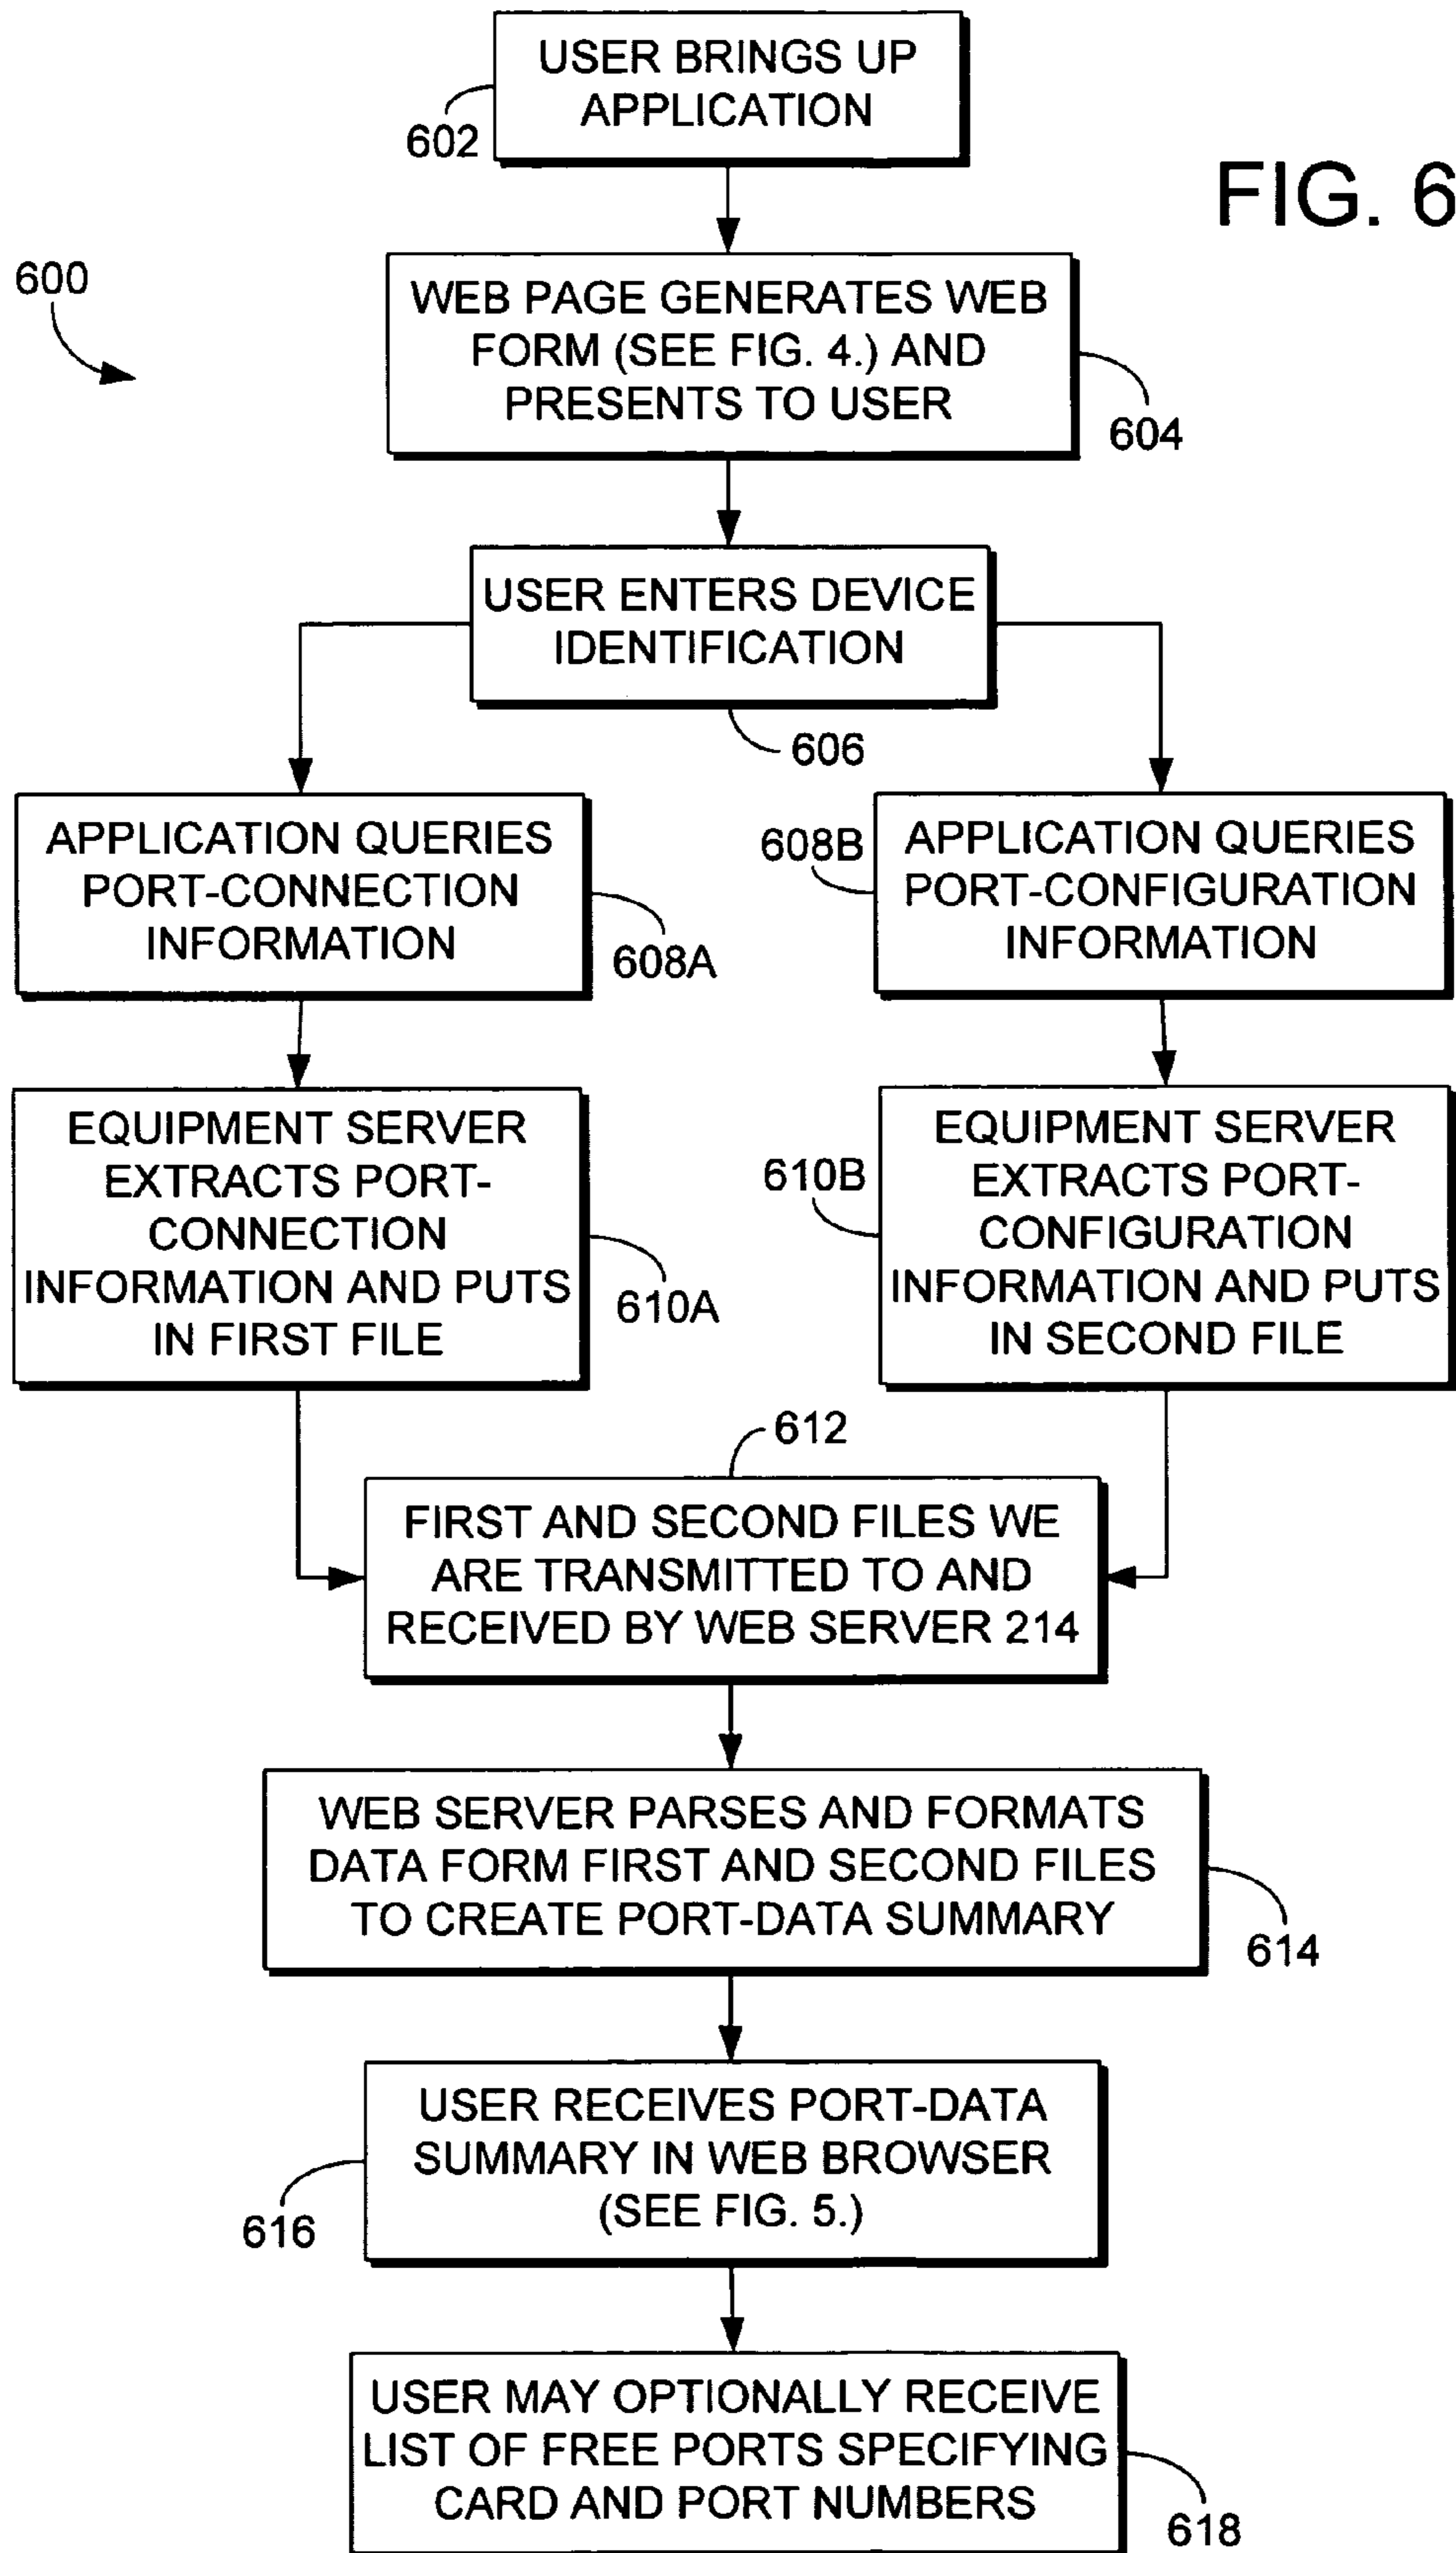 USER BRINGS UP
APPLICATION
602
FIG. 6
600
WEB PAGE GENERATES WEB
FORM (SEE FIG. 4.) AND
PRESENTS TO USER
604
USER ENTERS DEVICE
IDENTIFICATION
606
APPLICATION QUERIES
PORT-CONNECTION
INFORMATION
608A
608B
APPLICATION QUERIES
PORT-CONFIGURATION
INFORMATION
EQUIPMENT SERVER
EXTRACTS PORT-
CONNECTION
INFORMATION AND PUTS
IN FIRST FILE
610A
610B
EQUIPMENT SERVER
EXTRACTS PORT-
CONFIGURATION
INFORMATION AND PUTS
IN SECOND FILE
612
FIRST AND SECOND FILES WE
ARE TRANSMITTED TO AND
RECEIVED BY WEB SERVER 214
WEB SERVER PARSES AND FORMATS
DATA FORM FIRST AND SECOND FILES
TO CREATE PORT-DATA SUMMARY
614
USER RECEIVES PORT-DATA
SUMMARY IN WEB BROWSER
(SEE FIG. 5.)
616
USER MAY OPTIONALLY RECEIVE
LIST OF FREE PORTS SPECIFYING
CARD AND PORT NUMBERS
618